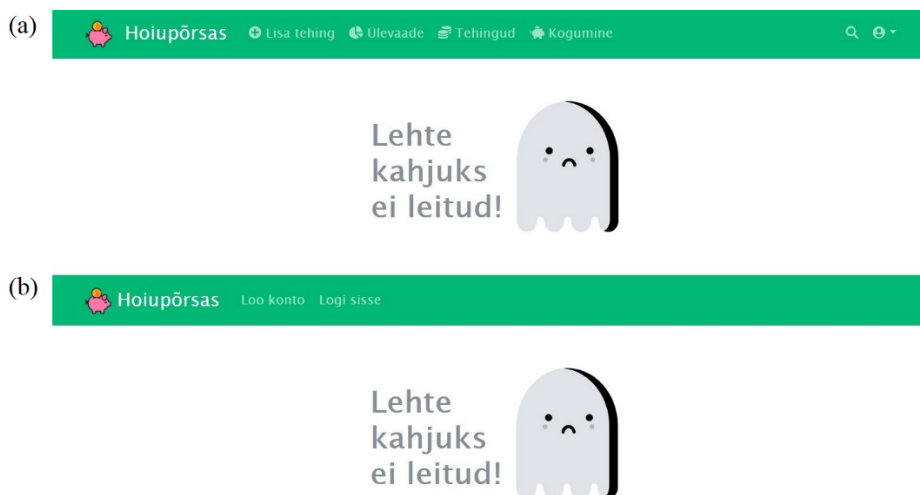 (a)
Hoiupõrsas Lisa tehing Ülevaade Tehingud Kogumine
Lehte
kahjuks
ei leitud!
(b)
Hoiupõrsas Loo konto Logi sisse
Lehte
kahjuks
ei leitud!